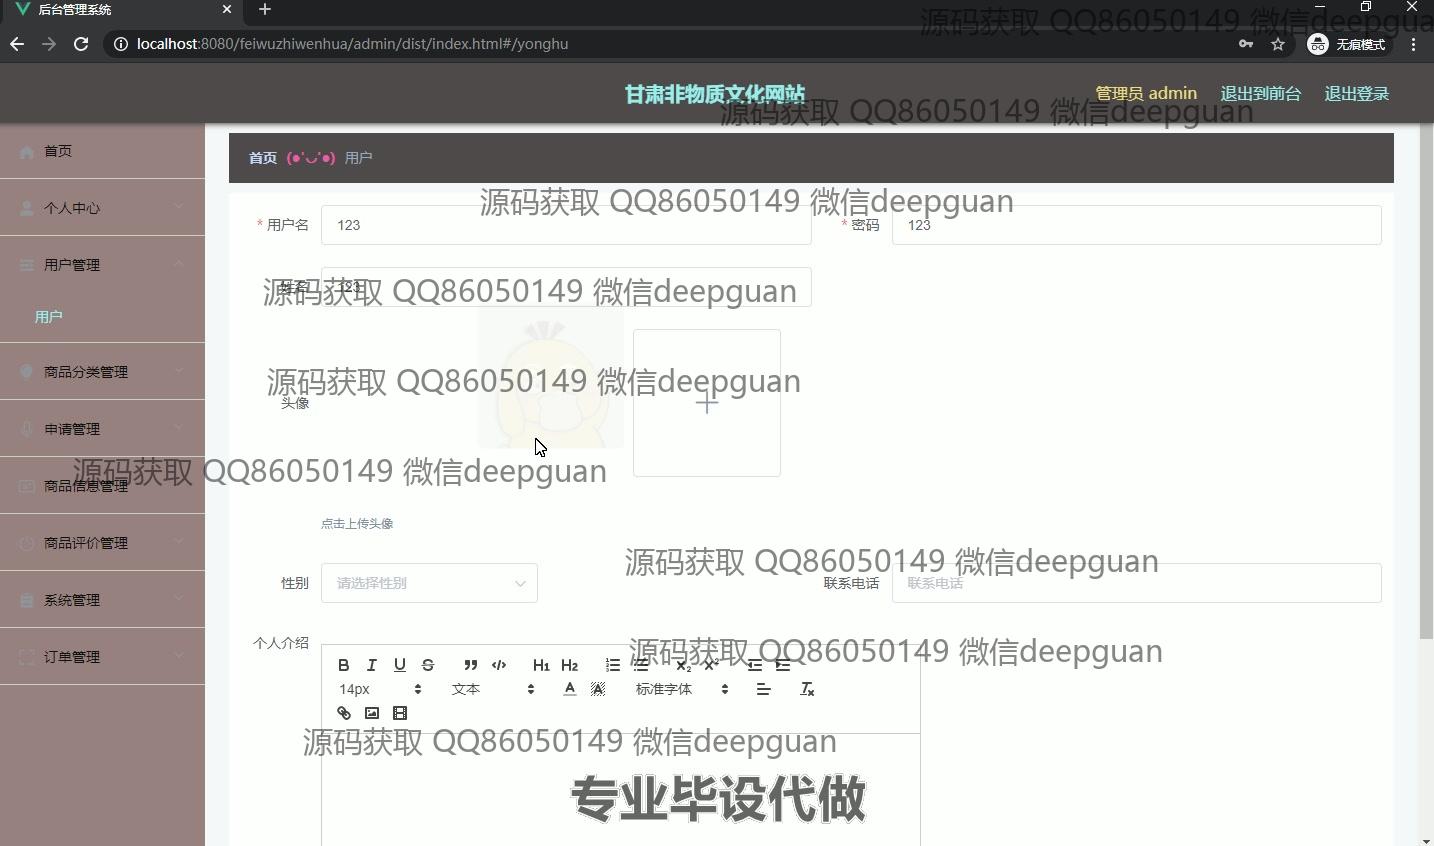 后台管理系统
localhost:8080/feiwuzhiwenhua/admin/dist/index.html#/yonghu
无痕模式
源码获取 QQ86050149 微信deepgua
甘肃非物质文化网站
管理员 admin
退出到前台
退出登录
源码获取 QQ86050149 微信deepguan
首页
个人中心
用户管理
用户
商品分类管理
申请管理
商品信息管理
商品评价管理
系统管理
订单管理
首页 (●'◡'●) 用户
源码获取 QQ86050149 微信deepguan
* 用户名 123
* 密码 123
姓名 123
源码获取 QQ86050149 微信deepguan
源码获取 QQ86050149 微信deepguan
头像
源码获取 QQ86050149 微信deepguan
点击上传头像
源码获取 QQ86050149 微信deepguan
性别 请选择性别
联系电话 联系电话
个人介绍
源码获取 QQ86050149 微信deepguan
B I U S H1 H2 X2 X2
14px 文本 A A 标准字体 Tx
源码获取 QQ86050149 微信deepguan
专业毕设代做